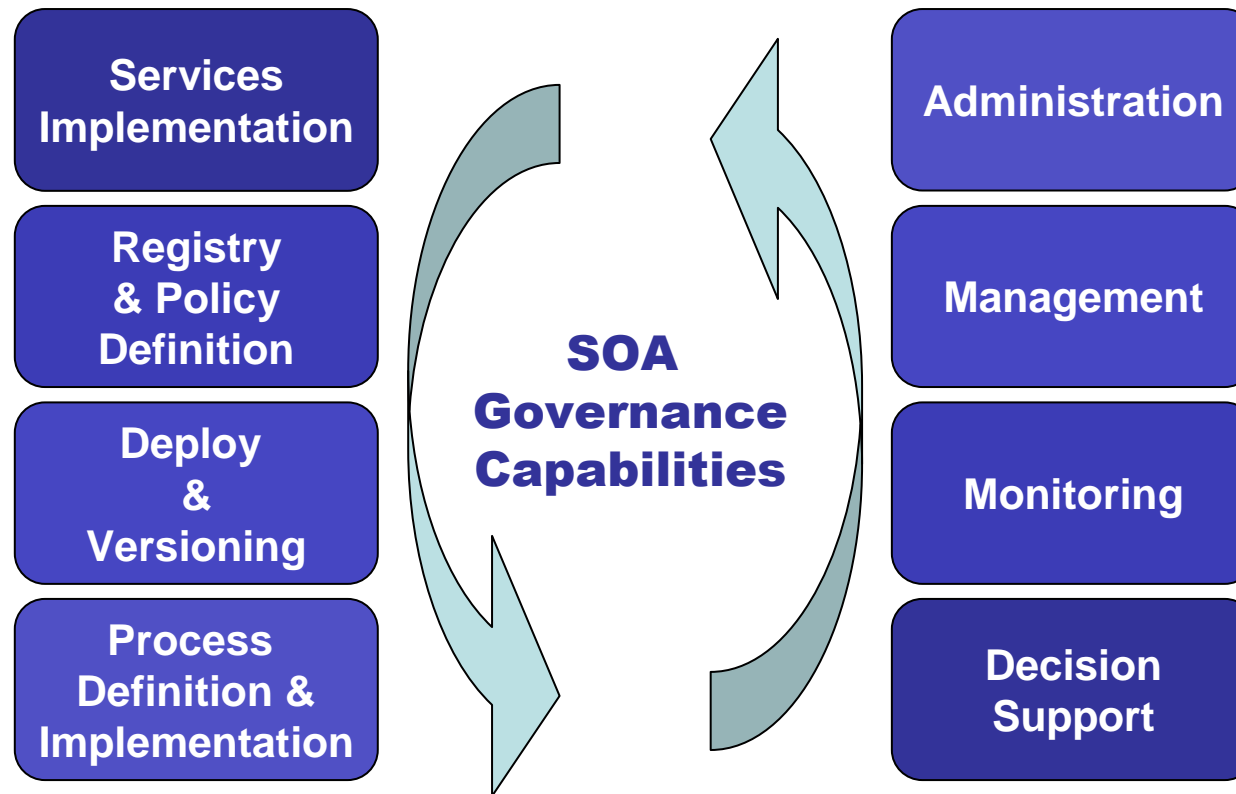 Services
Implementation
Registry
& Policy
Definition
Deploy
&
Versioning
Process
Definition &
Implementation
SOA
Governance
Capabilities
Administration
Management
Monitoring
Decision
Support